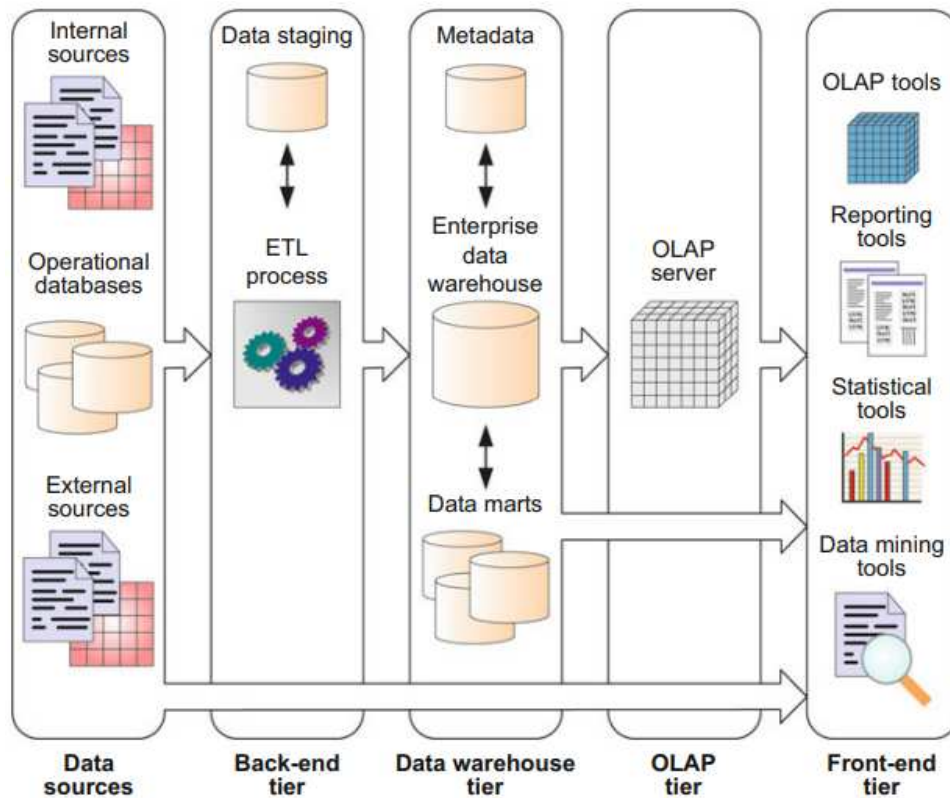 Internal
sources
Operational
databases
External
sources
Data
sources
Data staging
ETL
process
Back-end
tier
Metadata
Enterprise
data
warehouse
Data marts
Data warehouse
tier
OLAP
server
OLAP
tier
OLAP tools
Reporting
tools
Statistical
tools
Data mining
tools
Front-end
tier